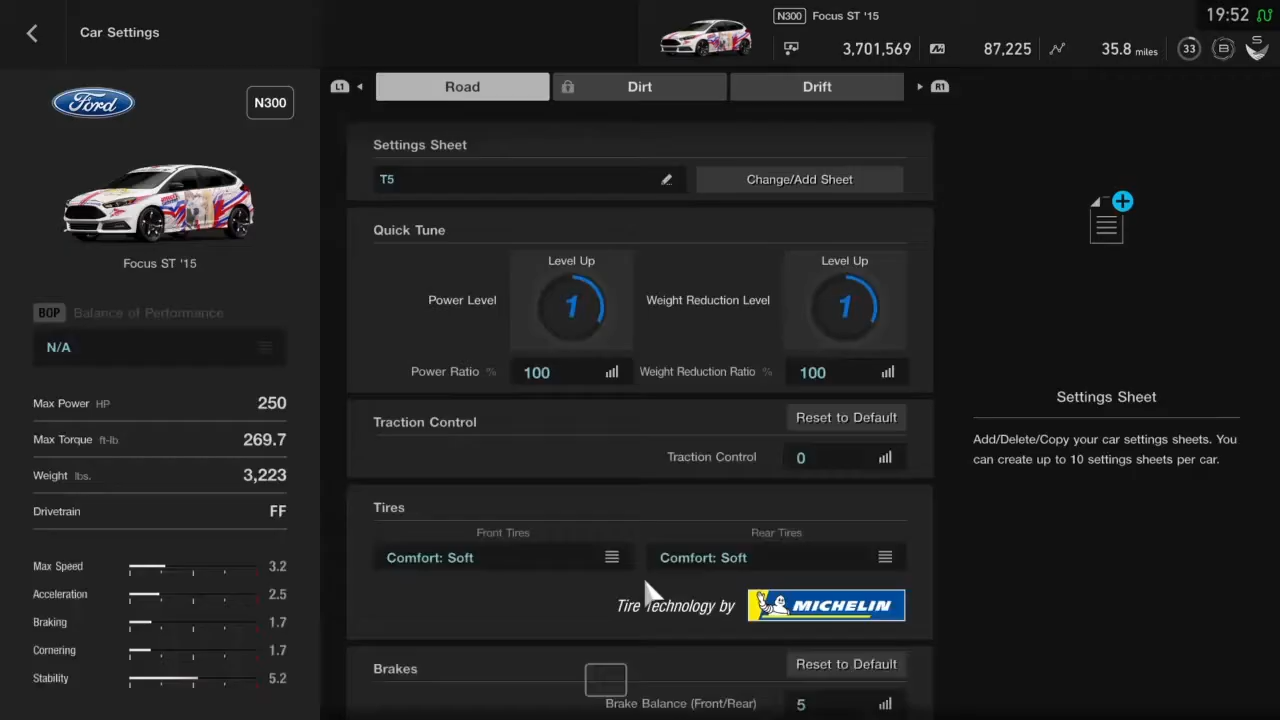 Car Settings
N300 Focus ST '15
19:52
3,701,569
87,225
35.8 miles
33
B
S
Ford
N300
Focus ST '15
BOP Balance of Performance
N/A
Max Power HP 250
Max Torque ft-lb 269.7
Weight lbs. 3,223
Drivetrain FF
Max Speed 3.2
Acceleration 2.5
Braking 1.7
Cornering 1.7
Stability 5.2
L1 Road Dirt Drift R1
Settings Sheet
T5 Change/Add Sheet
Quick Tune
Level Up Level Up
Power Level 1 Weight Reduction Level 1
Power Ratio % 100 Weight Reduction Ratio % 100
Traction Control Reset to Default
Traction Control 0
Tires
Front Tires Rear Tires
Comfort: Soft Comfort: Soft
Tire Technology by MICHELIN
Brakes Reset to Default
Brake Balance (Front/Rear) 5
Settings Sheet
Add/Delete/Copy your car settings sheets. You
can create up to 10 settings sheets per car.